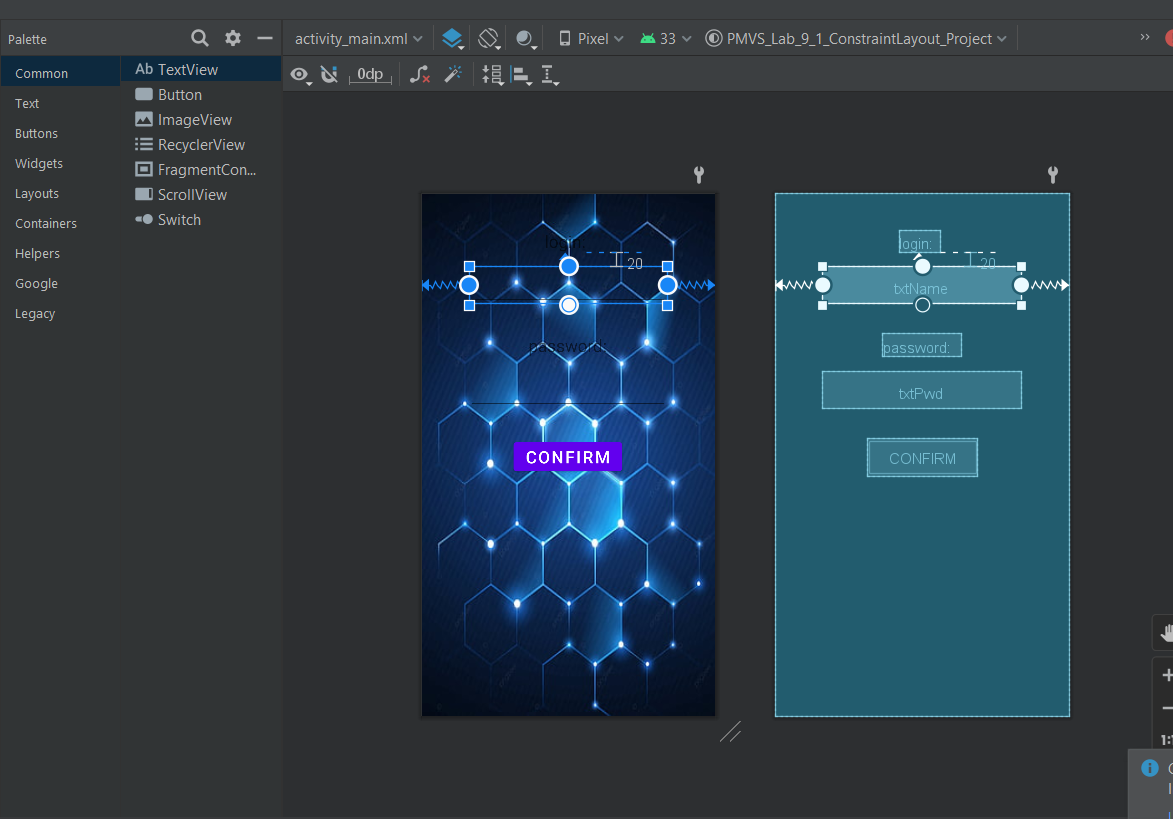 Palette
activity_main.xml
Pixel
33
PMVS_Lab_9_1_ConstraintLayout_Project
0dp
Common
Text
Buttons
Widgets
Layouts
Containers
Helpers
Google
Legacy
Ab TextView
Button
ImageView
RecyclerView
FragmentCon...
ScrollView
Switch
login:
20
password:
CONFIRM
login:
20
txtName
password:
txtPwd
CONFIRM